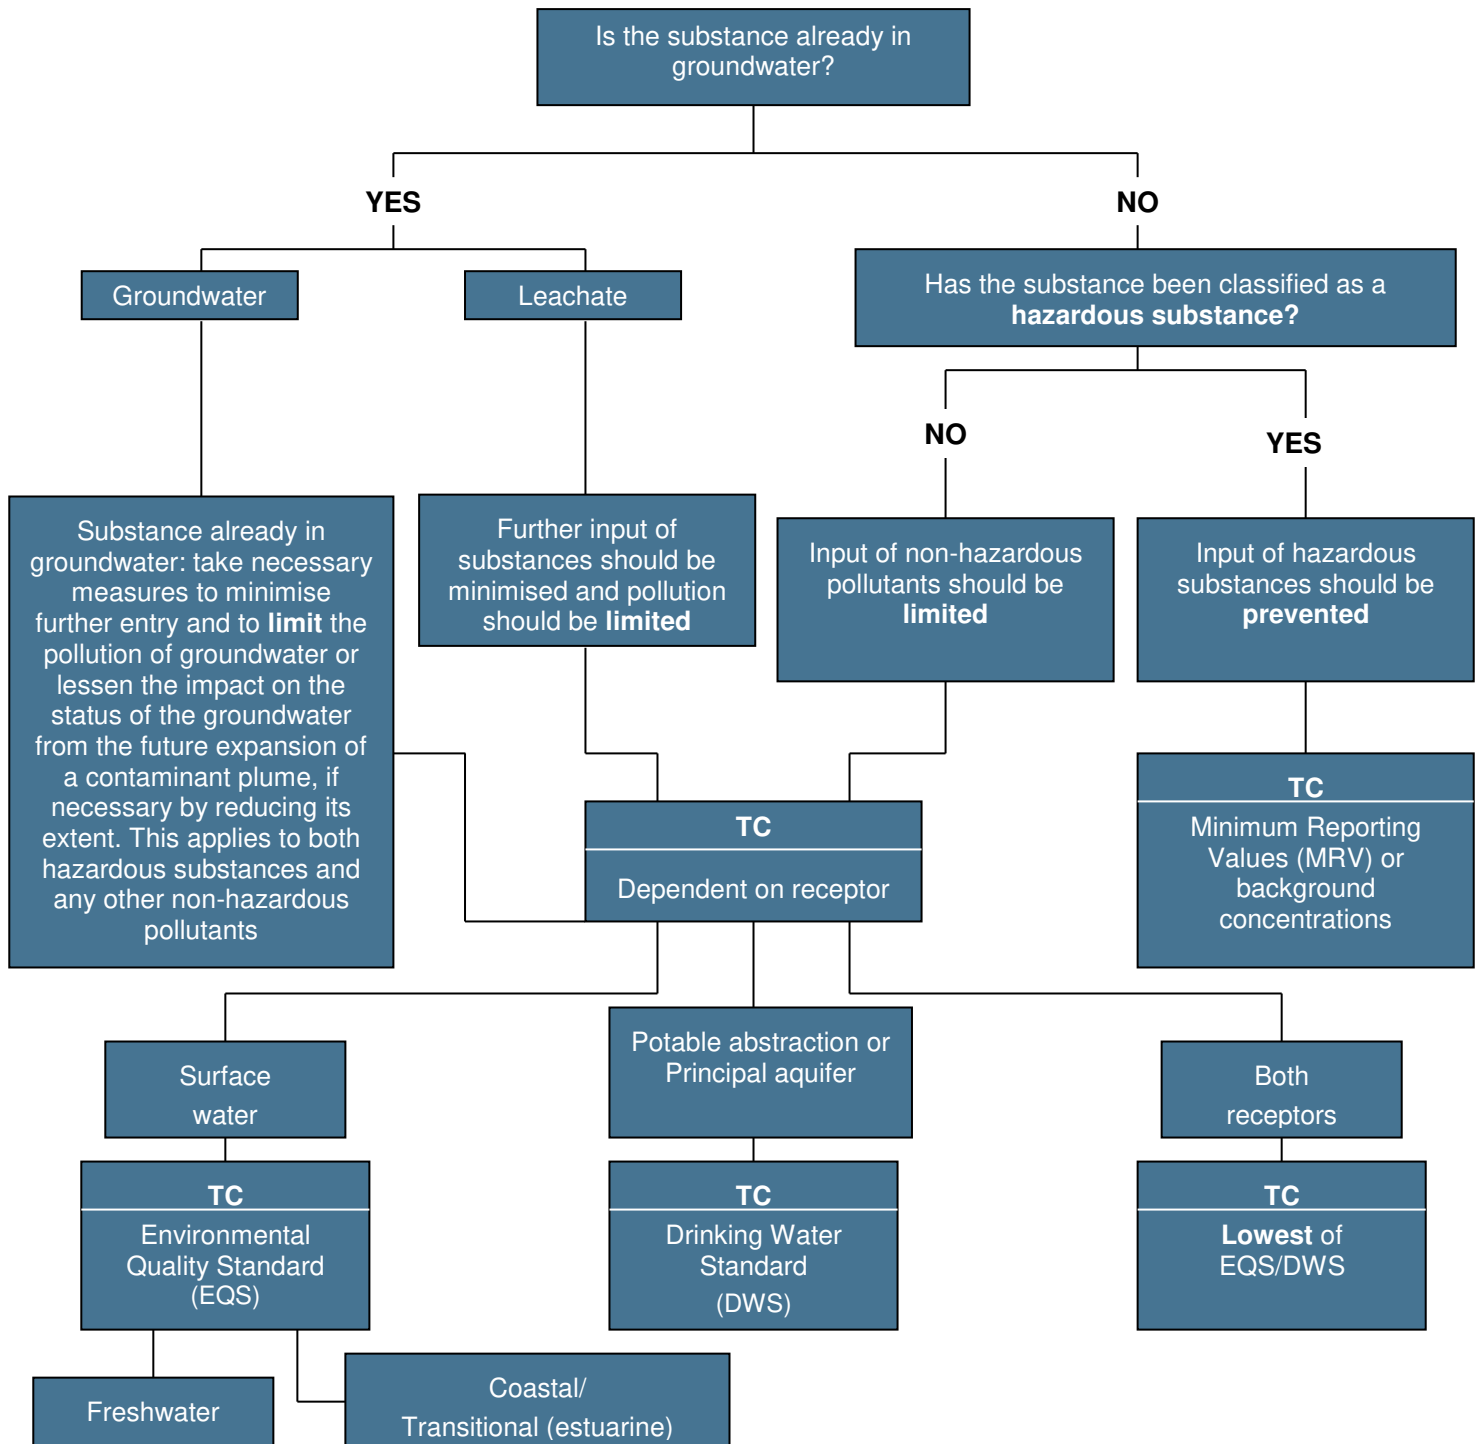 Is the substance already in
groundwater?
YES
NO
Groundwater
Leachate
Has the substance been classified as a
hazardous substance?
NO
YES
Substance already in
groundwater: take necessary
measures to minimise
further entry and to limit the
pollution of groundwater or
lessen the impact on the
status of the groundwater
from the future expansion of
a contaminant plume, if
necessary by reducing its
extent. This applies to both
hazardous substances and
any other non-hazardous
pollutants
Further input of
substances should be
minimised and pollution
should be limited
Input of non-hazardous
pollutants should be
limited
Input of hazardous
substances should be
prevented
TC
Dependent on receptor
TC
Minimum Reporting
Values (MRV) or
background
concentrations
Surface
water
Potable abstraction or
Principal aquifer
Both
receptors
TC
Environmental
Quality Standard
(EQS)
TC
Drinking Water
Standard
(DWS)
TC
Lowest of
EQS/DWS
Freshwater
Coastal/
Transitional (estuarine)